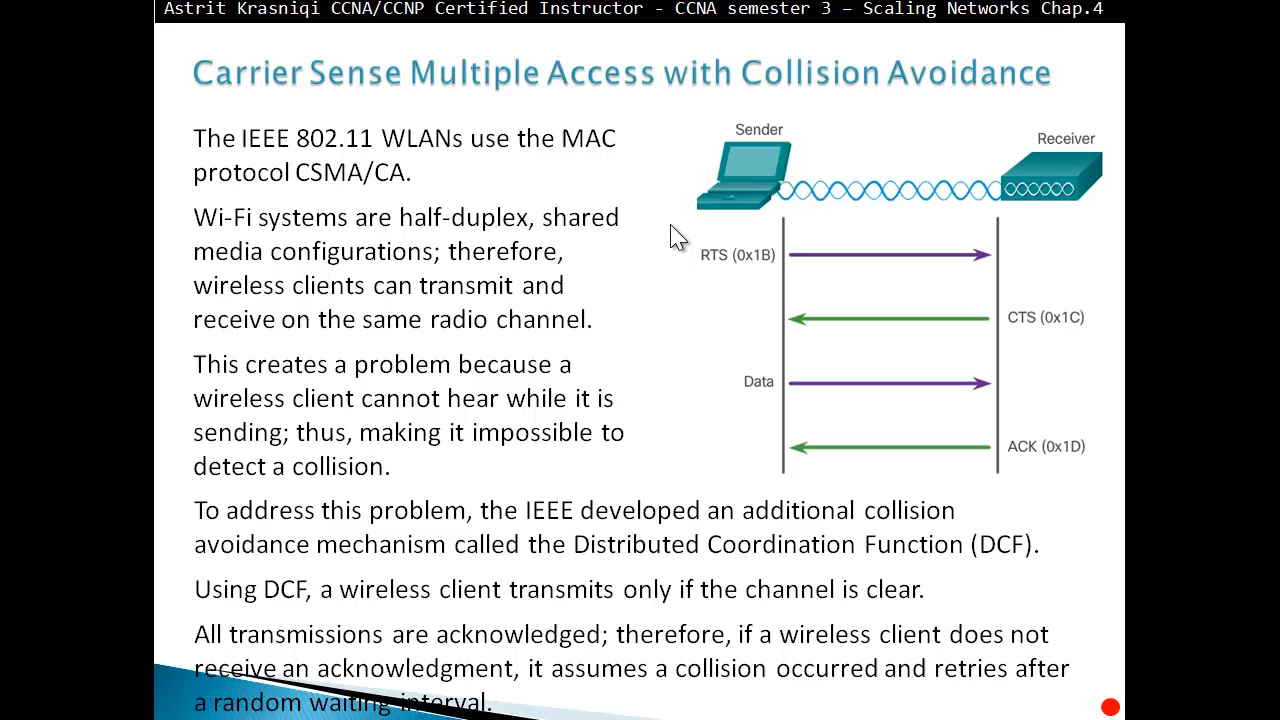 Astrit Krasniqi CCNA/CCNP Certified Instructor - CCNA semester 3 – Scaling Networks Chap.4
Carrier Sense Multiple Access with Collision Avoidance
The IEEE 802.11 WLANs use the MAC
protocol CSMA/CA.
Wi-Fi systems are half-duplex, shared
media configurations; therefore,
wireless clients can transmit and
receive on the same radio channel.
This creates a problem because a
wireless client cannot hear while it is
sending; thus, making it impossible to
detect a collision.
Sender
Receiver
RTS (0x1B)
CTS (0x1C)
Data
ACK (0x1D)
To address this problem, the IEEE developed an additional collision
avoidance mechanism called the Distributed Coordination Function (DCF).
Using DCF, a wireless client transmits only if the channel is clear.
All transmissions are acknowledged; therefore, if a wireless client does not
receive an acknowledgment, it assumes a collision occurred and retries after
a random waiting interval.